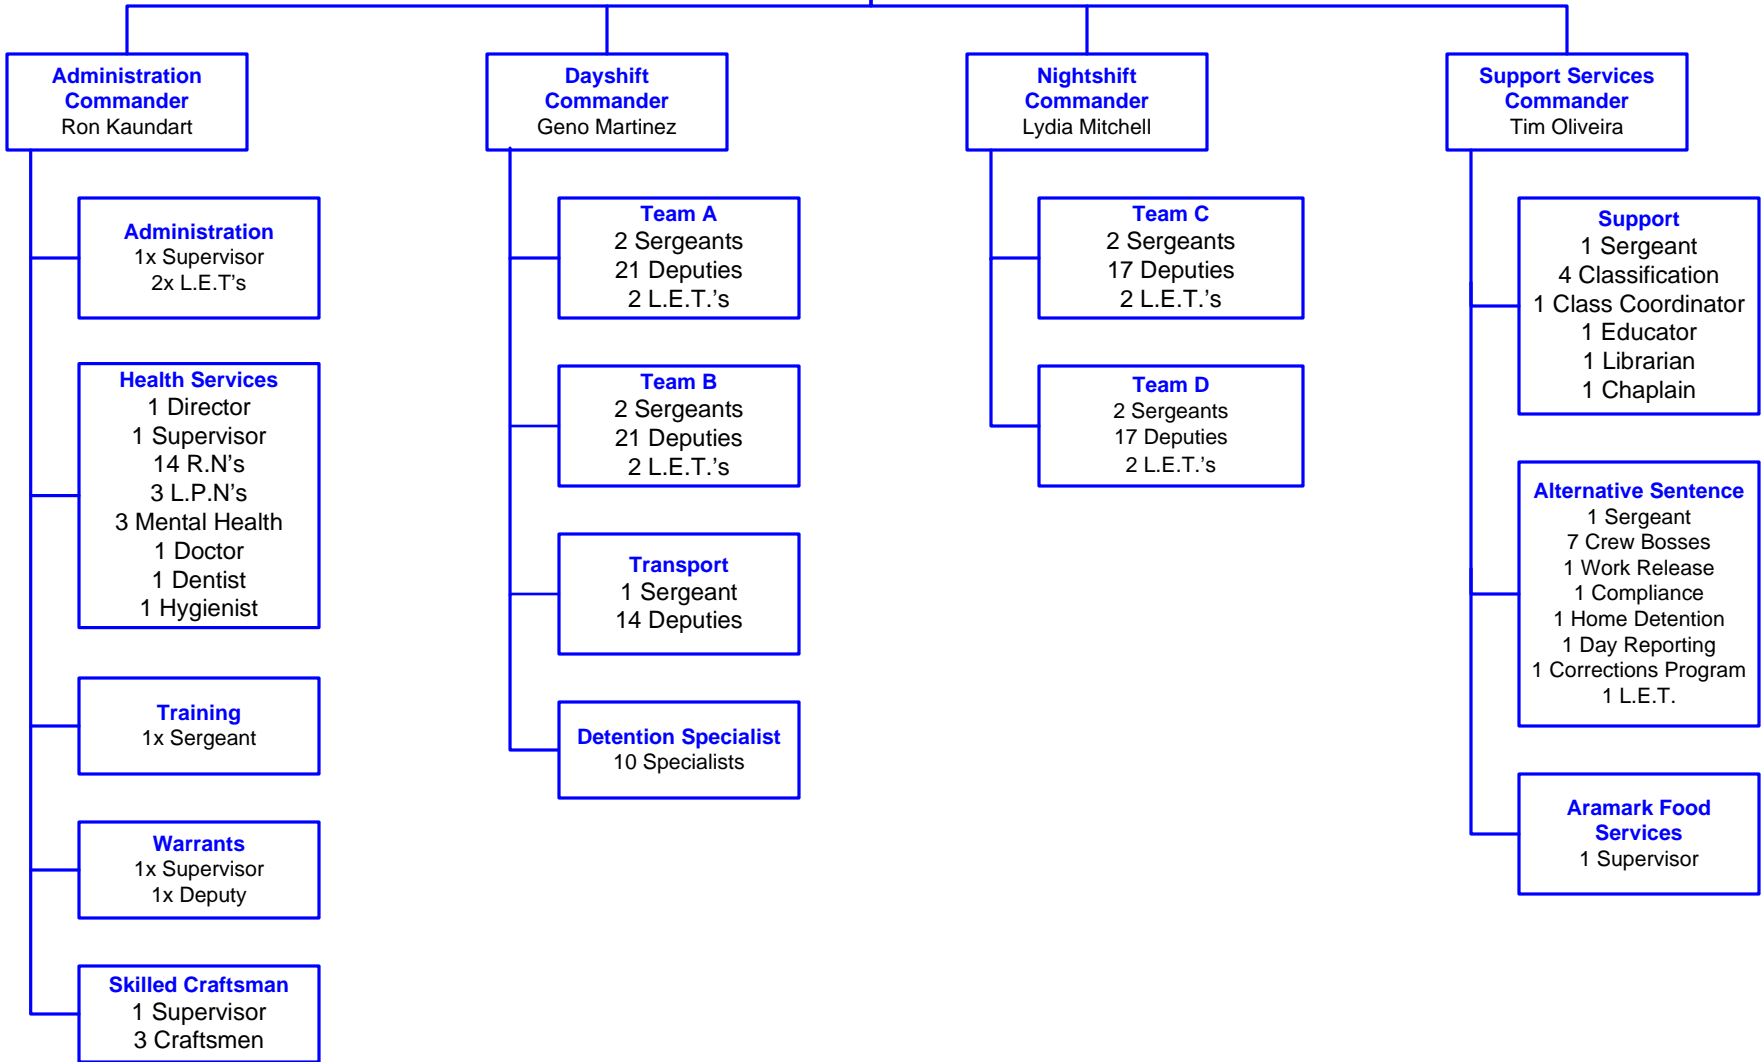 Administration
Commander
Ron Kaundart
Administration
1x Supervisor
2x L.E.T's
Health Services
1 Director
1 Supervisor
14 R.N's
3 L.P.N's
3 Mental Health
1 Doctor
1 Dentist
1 Hygienist
Training
1x Sergeant
Warrants
1x Supervisor
1x Deputy
Skilled Craftsman
1 Supervisor
3 Craftsmen
Dayshift
Commander
Geno Martinez
Team A
2 Sergeants
21 Deputies
2 L.E.T.'s
Team B
2 Sergeants
21 Deputies
2 L.E.T.'s
Transport
1 Sergeant
14 Deputies
Detention Specialist
10 Specialists
Nightshift
Commander
Lydia Mitchell
Team C
2 Sergeants
17 Deputies
2 L.E.T.'s
Team D
2 Sergeants
17 Deputies
2 L.E.T.'s
Support Services
Commander
Tim Oliveira
Support
1 Sergeant
4 Classification
1 Class Coordinator
1 Educator
1 Librarian
1 Chaplain
Alternative Sentence
1 Sergeant
7 Crew Bosses
1 Work Release
1 Compliance
1 Home Detention
1 Day Reporting
1 Corrections Program
1 L.E.T.
Aramark Food
Services
1 Supervisor